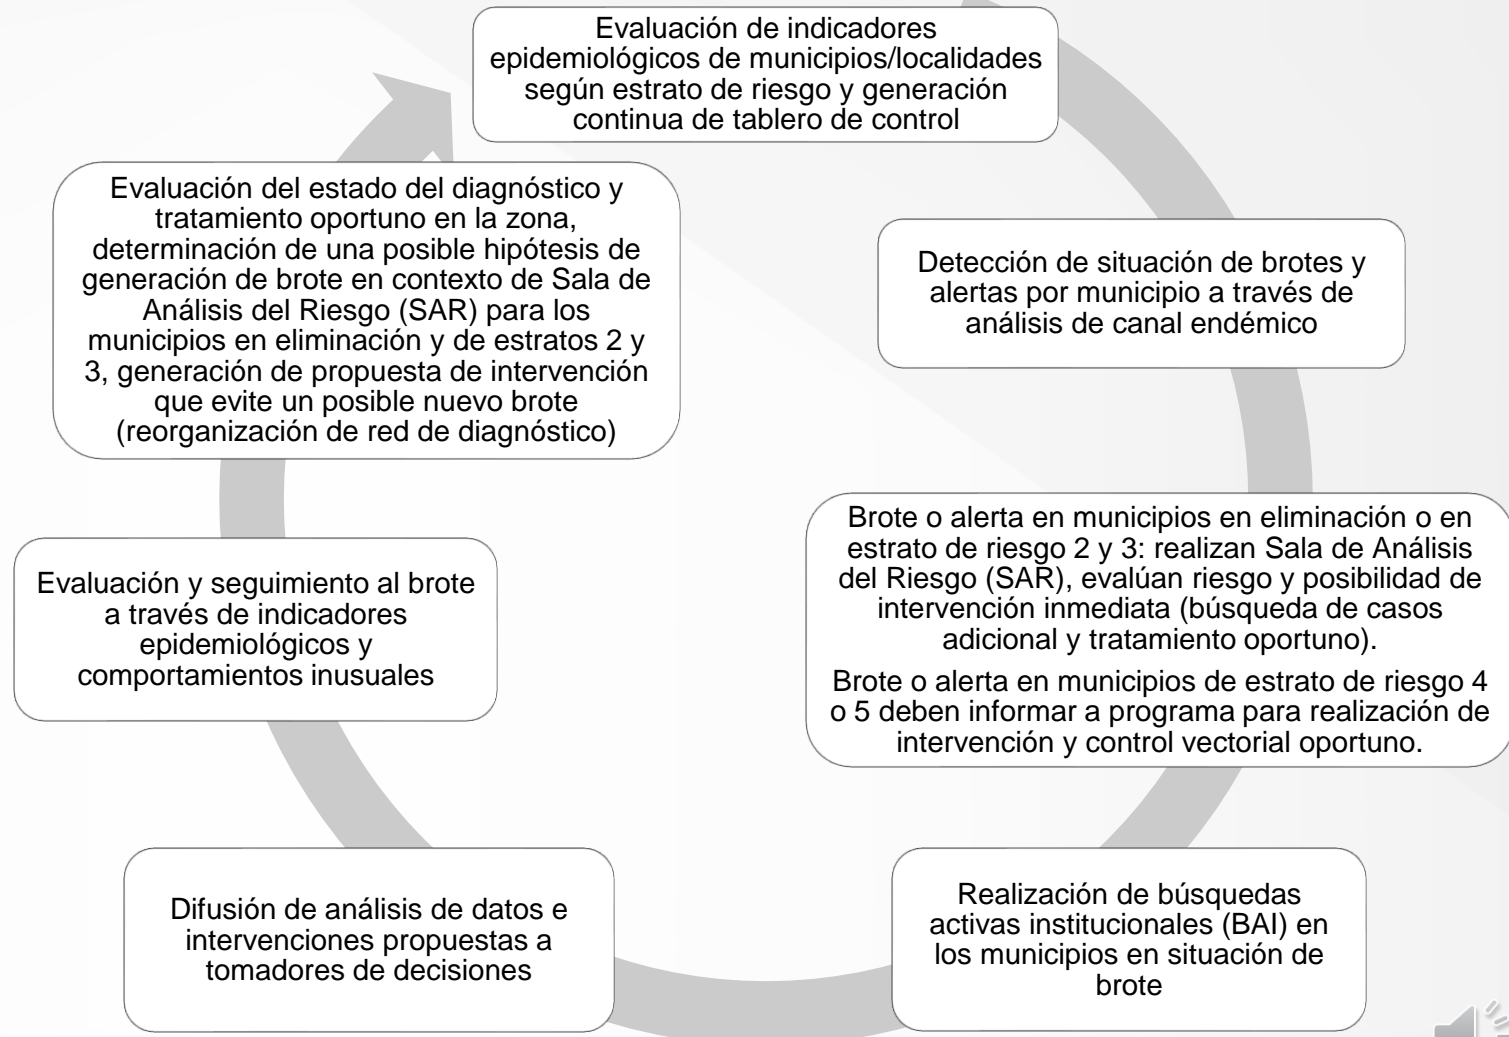 Evaluación de indicadores
epidemiológicos de municipios/localidades
según estrato de riesgo y generación
continua de tablero de control
Detección de situación de brotes y
alertas por municipio a través de
análisis de canal endémico
Brote o alerta en municipios en eliminación o en
estrato de riesgo 2 y 3: realizan Sala de Análisis
del Riesgo (SAR), evalúan riesgo y posibilidad de
intervención inmediata (búsqueda de casos
adicional y tratamiento oportuno).
Brote o alerta en municipios de estrato de riesgo 4
o 5 deben informar a programa para realización de
intervención y control vectorial oportuno.
Realización de búsquedas
activas institucionales (BAI) en
los municipios en situación de
brote
Difusión de análisis de datos e
intervenciones propuestas a
tomadores de decisiones
Evaluación y seguimiento al brote
a través de indicadores
epidemiológicos y
comportamientos inusuales
Evaluación del estado del diagnóstico y
tratamiento oportuno en la zona,
determinación de una posible hipótesis de
generación de brote en contexto de Sala de
Análisis del Riesgo (SAR) para los
municipios en eliminación y de estratos 2 y
3, generación de propuesta de intervención
que evite un posible nuevo brote
(reorganización de red de diagnóstico)